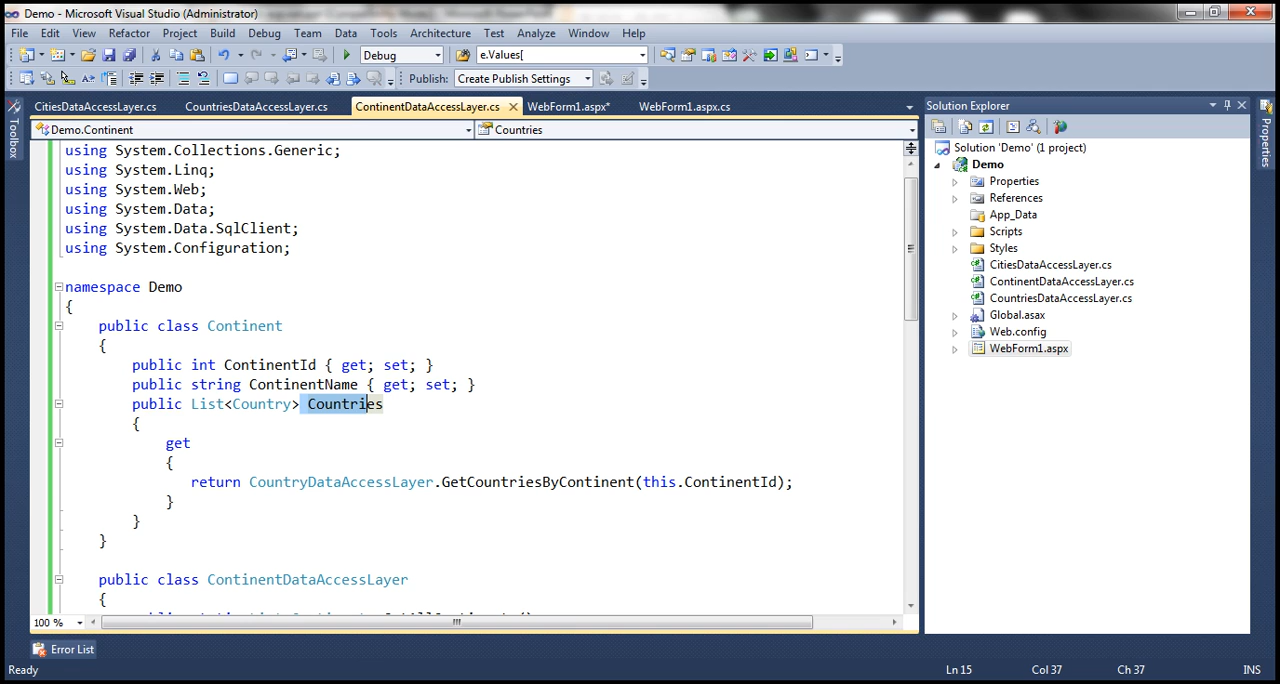 Demo - Microsoft Visual Studio (Administrator)
File Edit View Refactor Project Build Debug Team Data Tools Architecture Test Analyze Window Help
Debug e.Values[
Publish: Create Publish Settings
CitiesDataAccessLayer.cs CountriesDataAccessLayer.cs ContinentDataAccessLayer.cs WebForm1.aspx* WebForm1.aspx.cs
Demo.Continent Countries
using System.Collections.Generic;
using System.Linq;
using System.Web;
using System.Data;
using System.Data.SqlClient;
using System.Configuration;
namespace Demo
{
public class Continent
{
public int ContinentId { get; set; }
public string ContinentName { get; set; }
public List<Country> Countries
{
get
{
return CountryDataAccessLayer.GetCountriesByContinent(this.ContinentId);
}
}
}
public class ContinentDataAccessLayer
{
100 %
Toolbox
Solution Explorer
Solution 'Demo' (1 project)
Demo
Properties
References
App_Data
Scripts
Styles
CitiesDataAccessLayer.cs
ContinentDataAccessLayer.cs
CountriesDataAccessLayer.cs
Global.asax
Web.config
WebForm1.aspx
Properties
Error List
Ready Ln 15 Col 37 Ch 37 INS